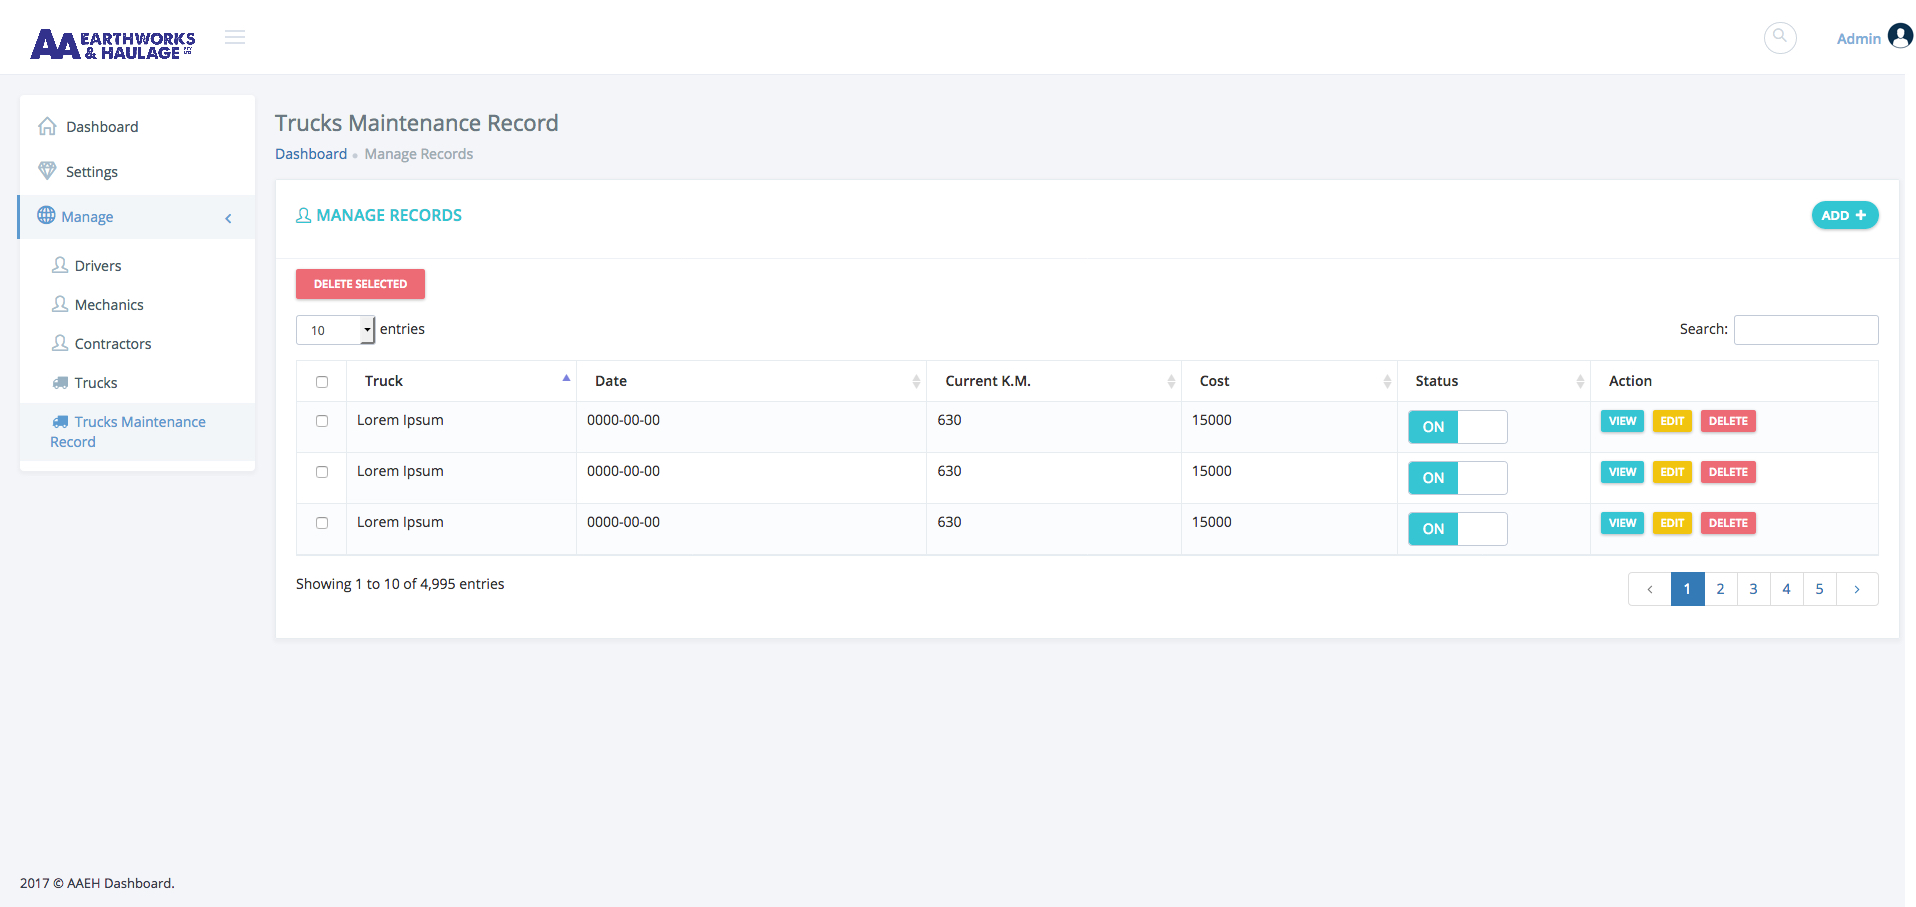 AA EARTHWORKS
& HAULAGE PTY LTD
Admin
Dashboard
Settings
Manage
Drivers
Mechanics
Contractors
Trucks
Trucks Maintenance
Record
Trucks Maintenance Record
Dashboard Manage Records
MANAGE RECORDS
ADD +
DELETE SELECTED
10 entries
Search:
Truck Date Current K.M. Cost Status Action
Lorem Ipsum 0000-00-00 630 15000 ON VIEW EDIT DELETE
Lorem Ipsum 0000-00-00 630 15000 ON VIEW EDIT DELETE
Lorem Ipsum 0000-00-00 630 15000 ON VIEW EDIT DELETE
Showing 1 to 10 of 4,995 entries
< 1 2 3 4 5 >
2017 © AAEH Dashboard.